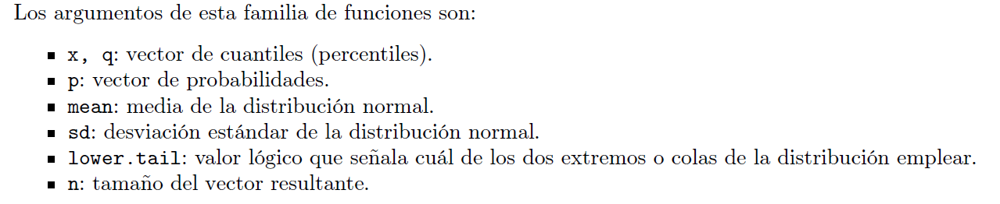 Los argumentos de esta familia de funciones son:
▪ x, q: vector de cuantiles (percentiles).
▪ p: vector de probabilidades.
▪ mean: media de la distribución normal.
▪ sd: desviación estándar de la distribución normal.
▪ lower.tail: valor lógico que señala cuál de los dos extremos o colas de la distribución emplear.
▪ n: tamaño del vector resultante.